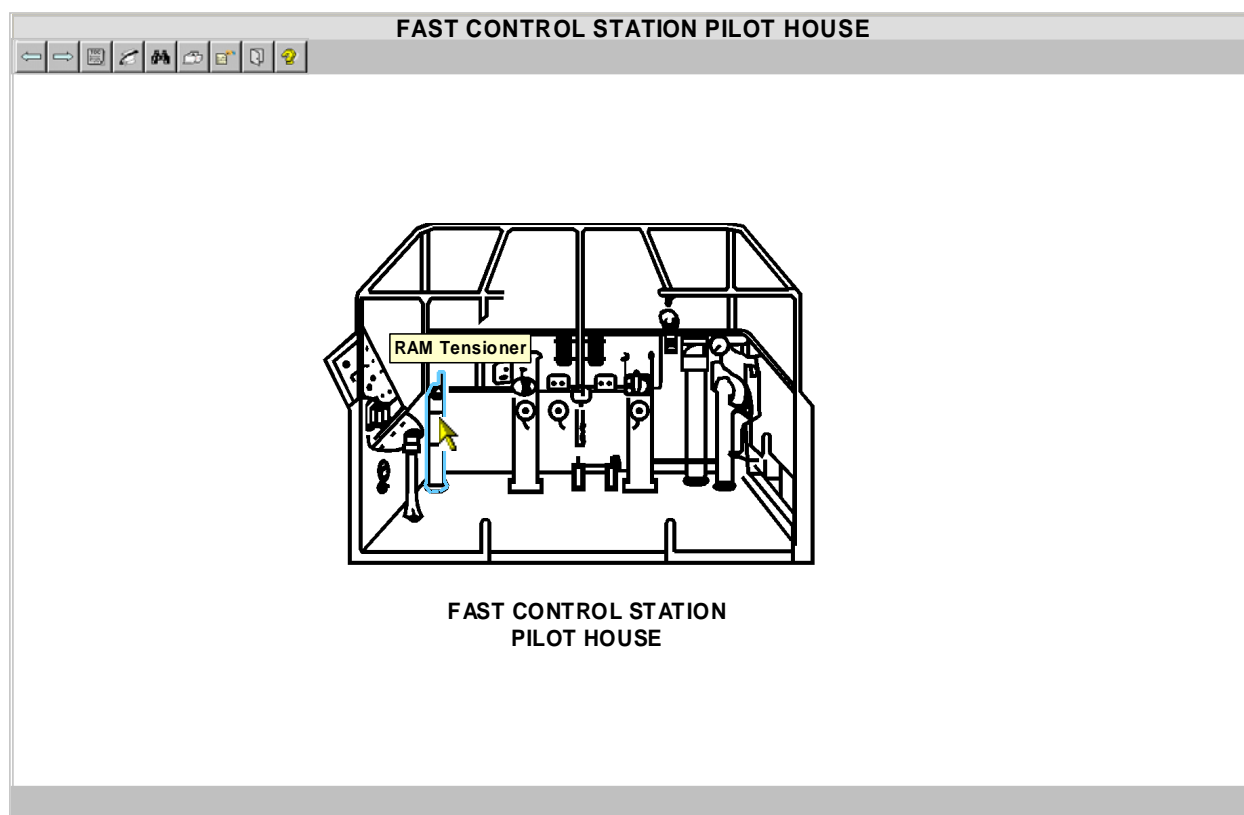 FAST CONTROL STATION PILOT HOUSE
RAM Tensioner
FAST CONTROL STATION
PILOT HOUSE